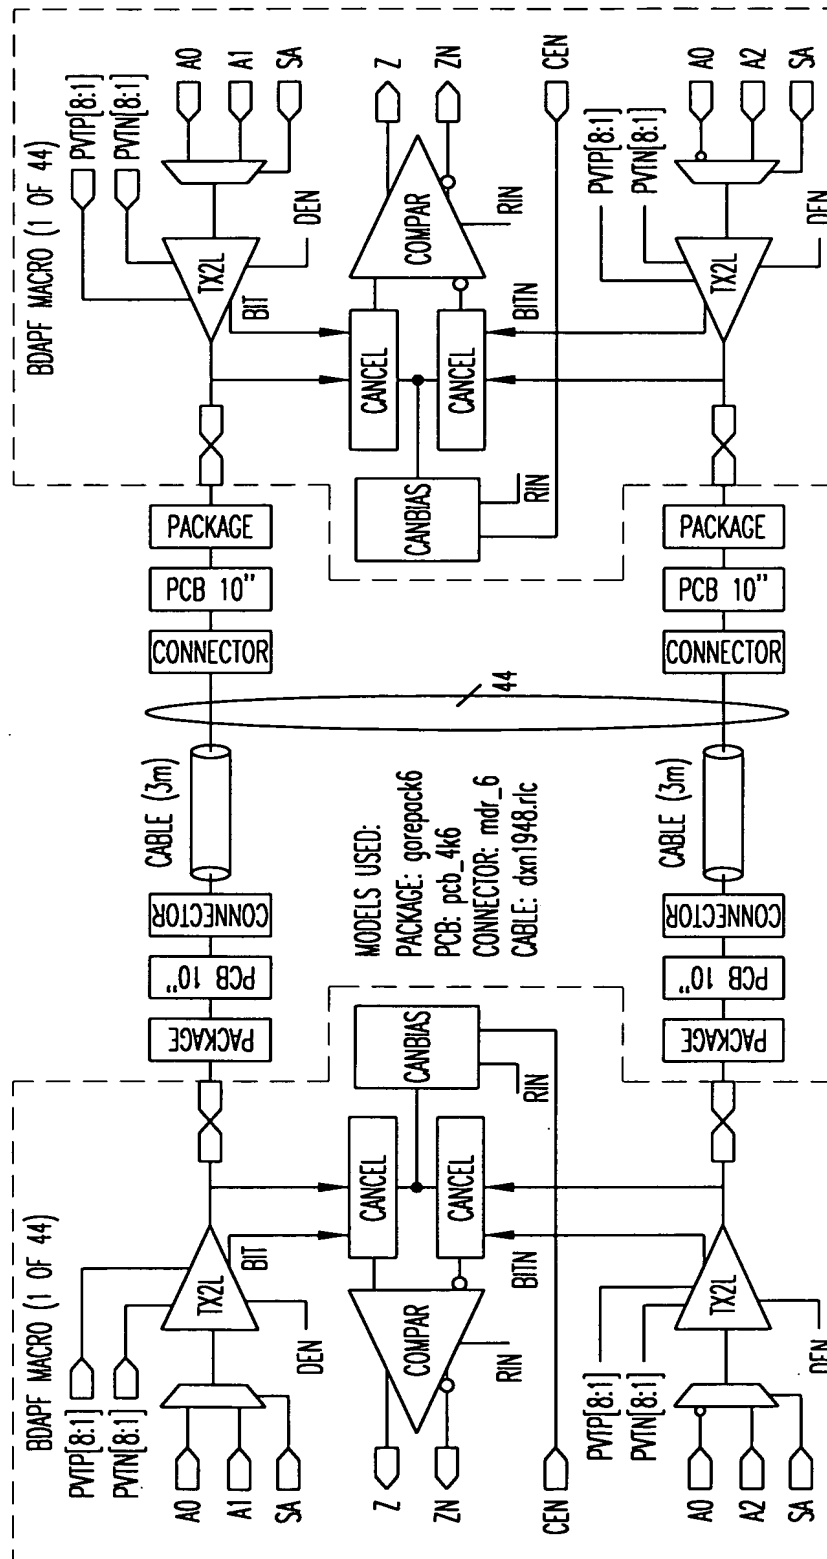 BDAPF MACRO (1 OF 44)
BDAPF MACRO (1 OF 44)
PVTP[8:1]
PVTN[8:1]
A0
A1
SA
TX2L
DEN
BIT
PACKAGE
PCB 10"
CONNECTOR
CABLE (3m)
CONNECTOR
PCB 10"
PACKAGE
TX2L
BIT
DEN
PVTP[8:1]
PVTN[8:1]
A0
A1
SA
Z
ZN
COMPAR
RIN
CANCEL
CANCEL
BITN
CANBIAS
RIN
CEN
MODELS USED:
PACKAGE: gorepack6
PCB: pcb_4k6
CONNECTOR: mdr_6
CABLE: dxn1948.rlc
44
CANBIAS
RIN
CANCEL
CANCEL
BITN
COMPAR
RIN
Z
ZN
CEN
PVTP[8:1]
PVTN[8:1]
A0
A2
SA
TX2L
DEN
PACKAGE
PCB 10"
CONNECTOR
CABLE (3m)
CONNECTOR
PCB 10"
PACKAGE
TX2L
DEN
PVTP[8:1]
PVTN[8:1]
A0
A2
SA